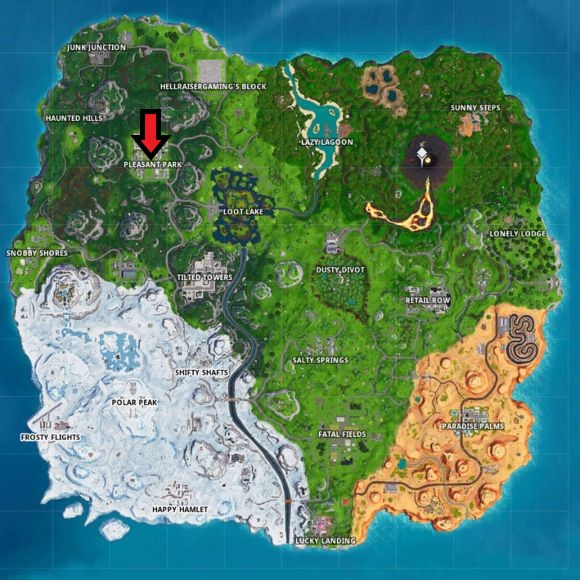 JUNK JUNCTION
HELLRAISERGAMING'S BLOCK
SUNNY STEPS
HAUNTED HILLS
LAZY LAGOON
PLEASANT PARK
LOOT LAKE
LONELY LODGE
SNOBBY SHORES
DUSTY DIVOT
TILTED TOWERS
RETAIL ROW
SALTY SPRINGS
SHIFTY SHAFTS
POLAR PEAK
PARADISE PALMS
FROSTY FLIGHTS
FATAL FIELDS
HAPPY HAMLET
LUCKY LANDING